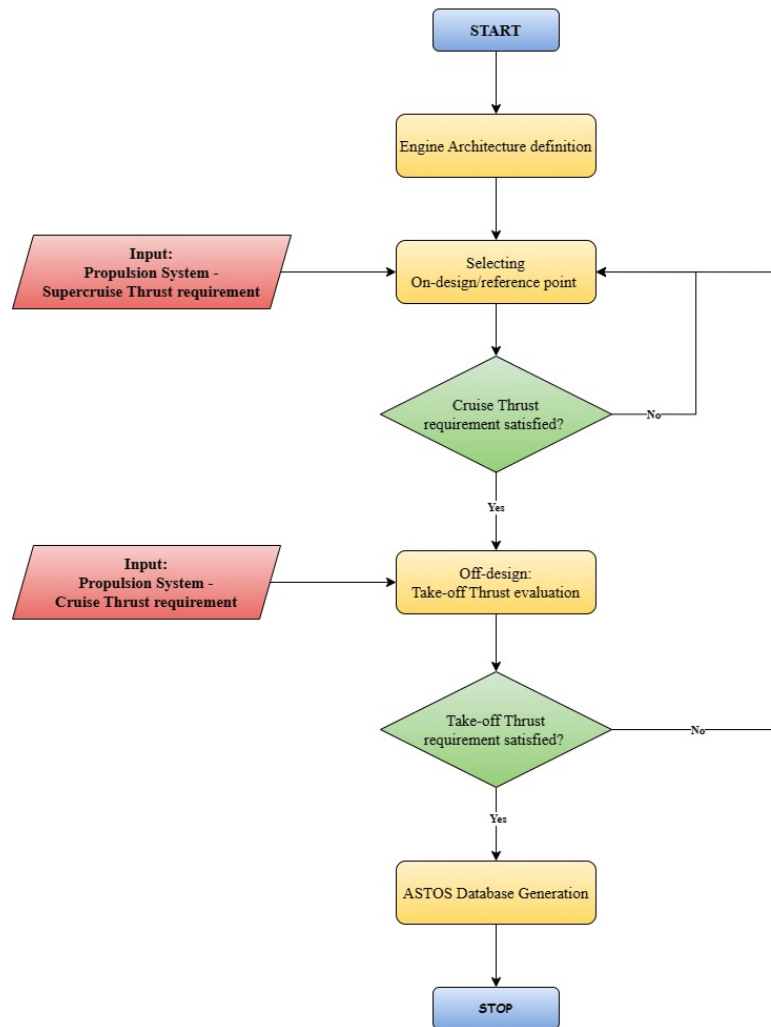 START
Engine Architecture definition
Input:
Propulsion System -
Supercruise Thrust requirement
Selecting
On-design/reference point
Cruise Thrust
requirement satisfied?
No
Yes
Input:
Propulsion System -
Cruise Thrust requirement
Off-design:
Take-off Thrust evaluation
Take-off Thrust
requirement satisfied?
No
Yes
ASTOS Database Generation
STOP